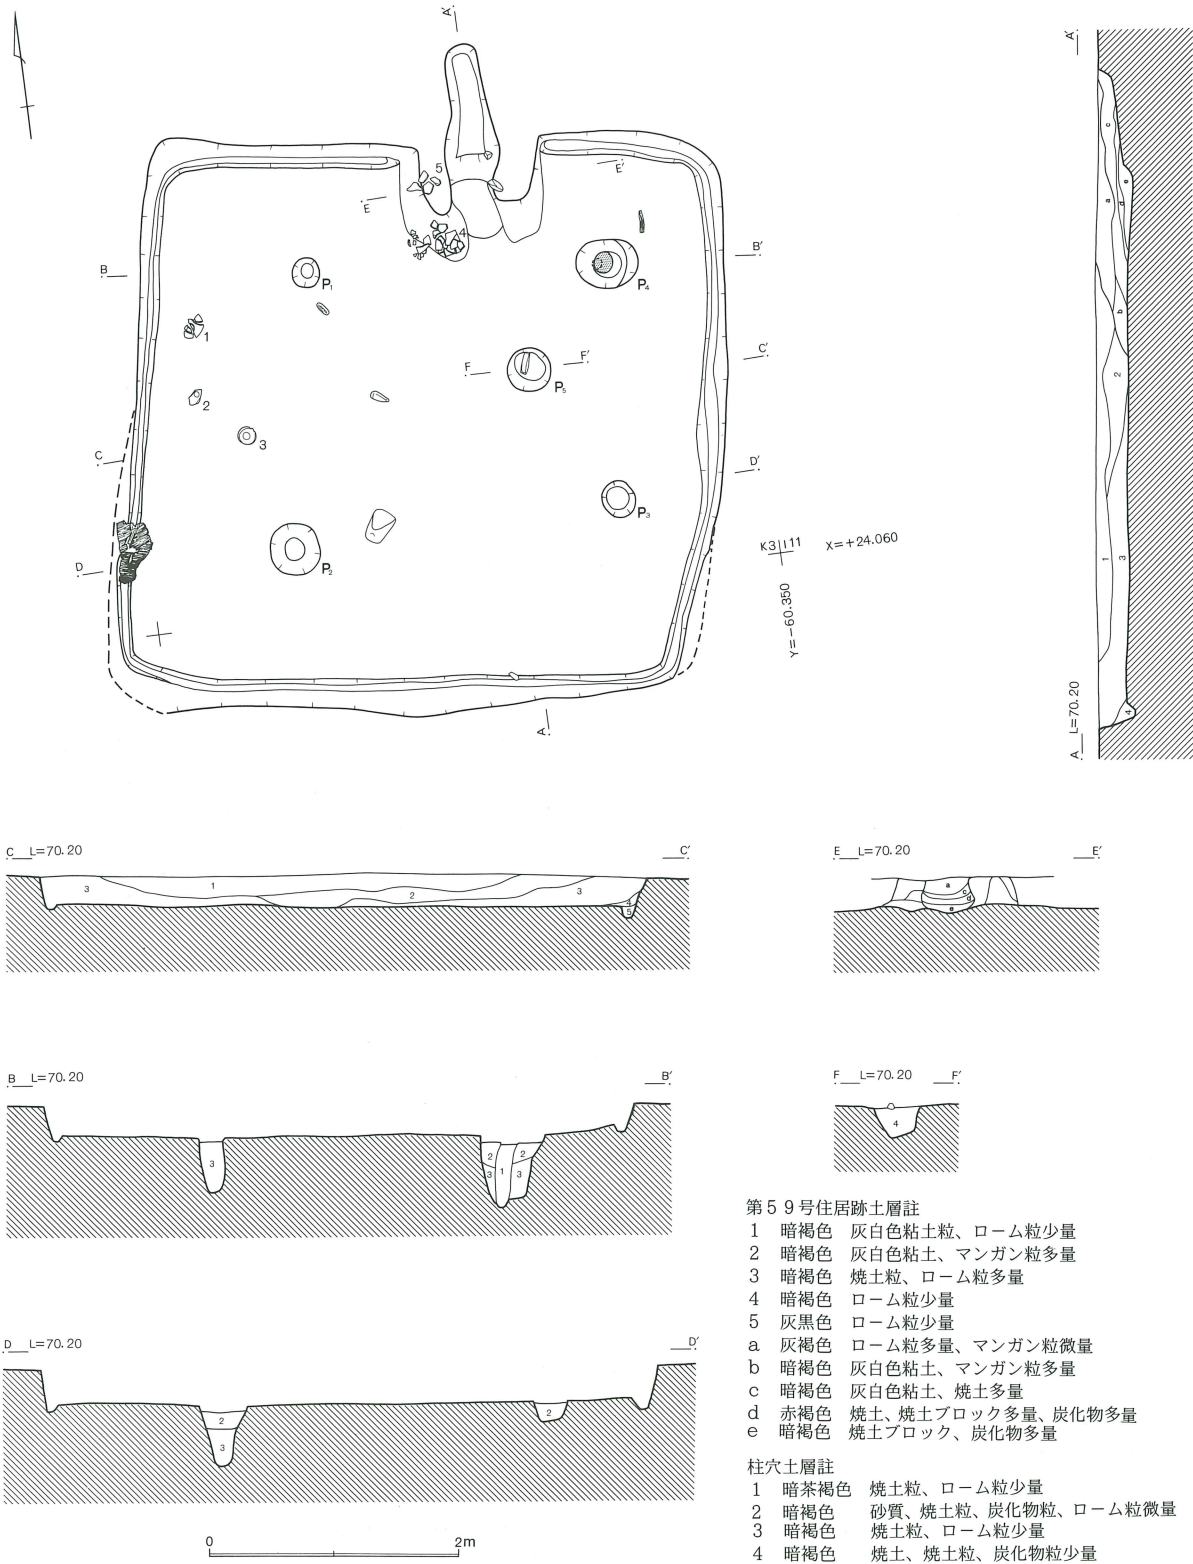 A′
A′
5
E′
E
4
B′
B
P₁
P₄
1
C′
F
F′
P₅
2
3
C
D′
P₃
K3 I 11 X=+24.060
D
P₂
Y=-60.350
A
A L=70.20
c
a
e
d
b
2
1
3
4
C L=70.20 C′
3 1 2 3 4
5
E L=70.20 E′
a
c
d
e
B L=70.20 B′
3
2 1 2
3 3
F L=70.20 F′
4
D L=70.20 D′
2
3
2
0 2m
第59号住居跡土層註
1 暗褐色 灰白色粘土粒、ローム粒少量
2 暗褐色 灰白色粘土、マンガン粒多量
3 暗褐色 焼土粒、ローム粒多量
4 暗褐色 ローム粒少量
5 灰黒色 ローム粒少量
a 灰褐色 ローム粒多量、マンガン粒微量
b 暗褐色 灰白色粘土、マンガン粒多量
c 暗褐色 灰白色粘土、焼土多量
d 赤褐色 焼土、焼土ブロック多量、炭化物多量
e 暗褐色 焼土ブロック、炭化物多量
柱穴土層註
1 暗茶褐色 焼土粒、ローム粒少量
2 暗褐色 砂質、焼土粒、炭化物粒、ローム粒微量
3 暗褐色 焼土粒、ローム粒少量
4 暗褐色 焼土、焼土粒、炭化物粒少量